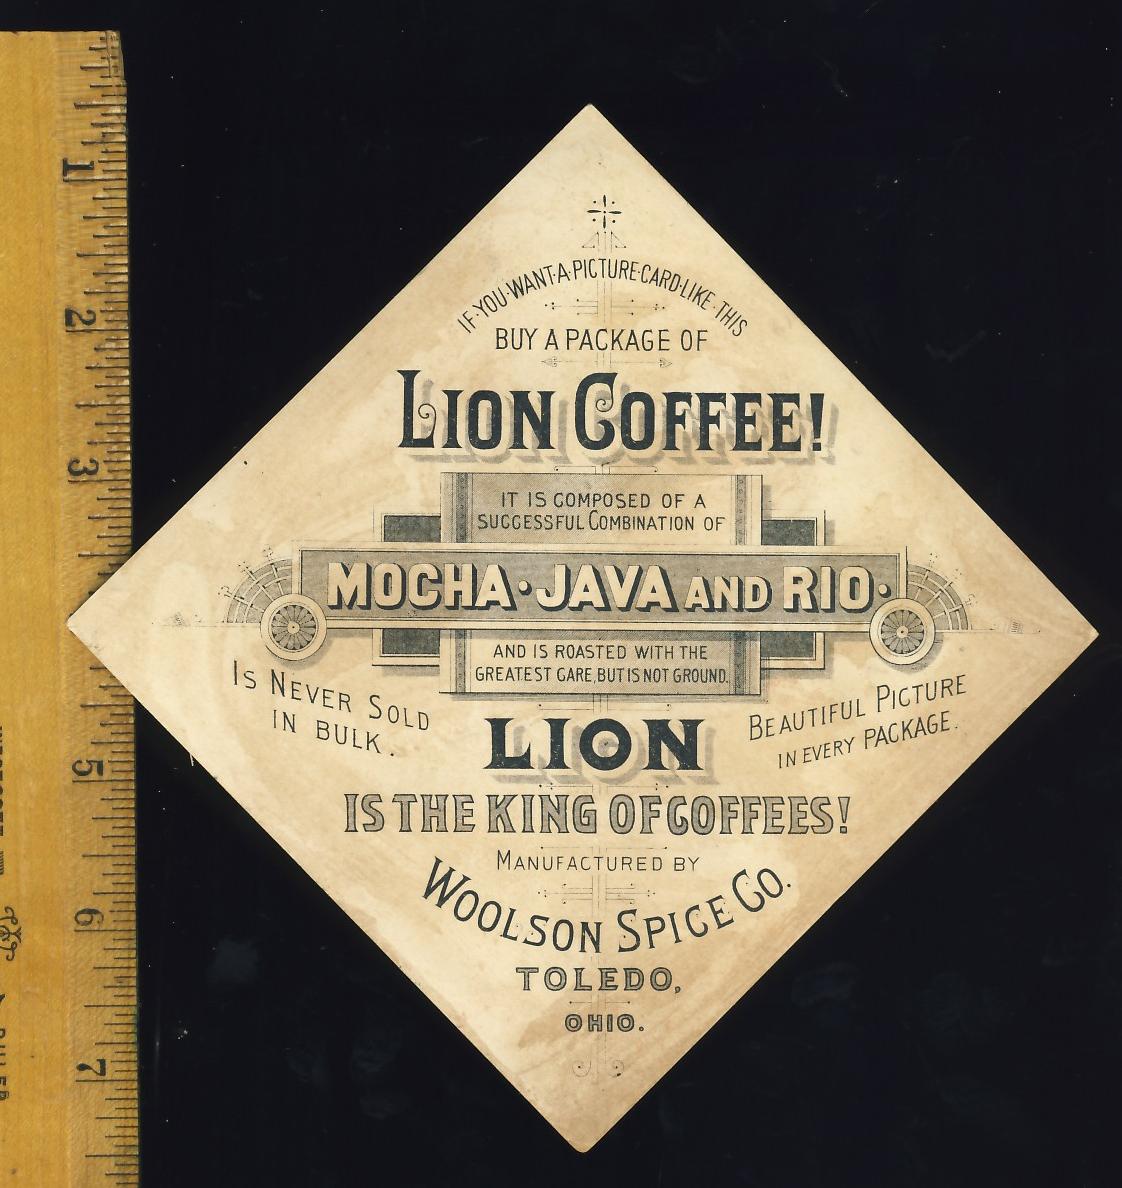 IF·YOU·WANT·A·PICTURE·CARD·LIKE·THIS
BUY A PACKAGE OF
LION COFFEE!
IT IS COMPOSED OF A
SUCCESSFUL COMBINATION OF
MOCHA·JAVA AND RIO·
AND IS ROASTED WITH THE
GREATEST CARE, BUT IS NOT GROUND.
IS NEVER SOLD
IN BULK.
BEAUTIFUL PICTURE
IN EVERY PACKAGE.
LION
IS THE KING OF COFFEES!
MANUFACTURED BY
WOOLSON SPICE CO.
TOLEDO,
OHIO.
1
2
3
5
6
7